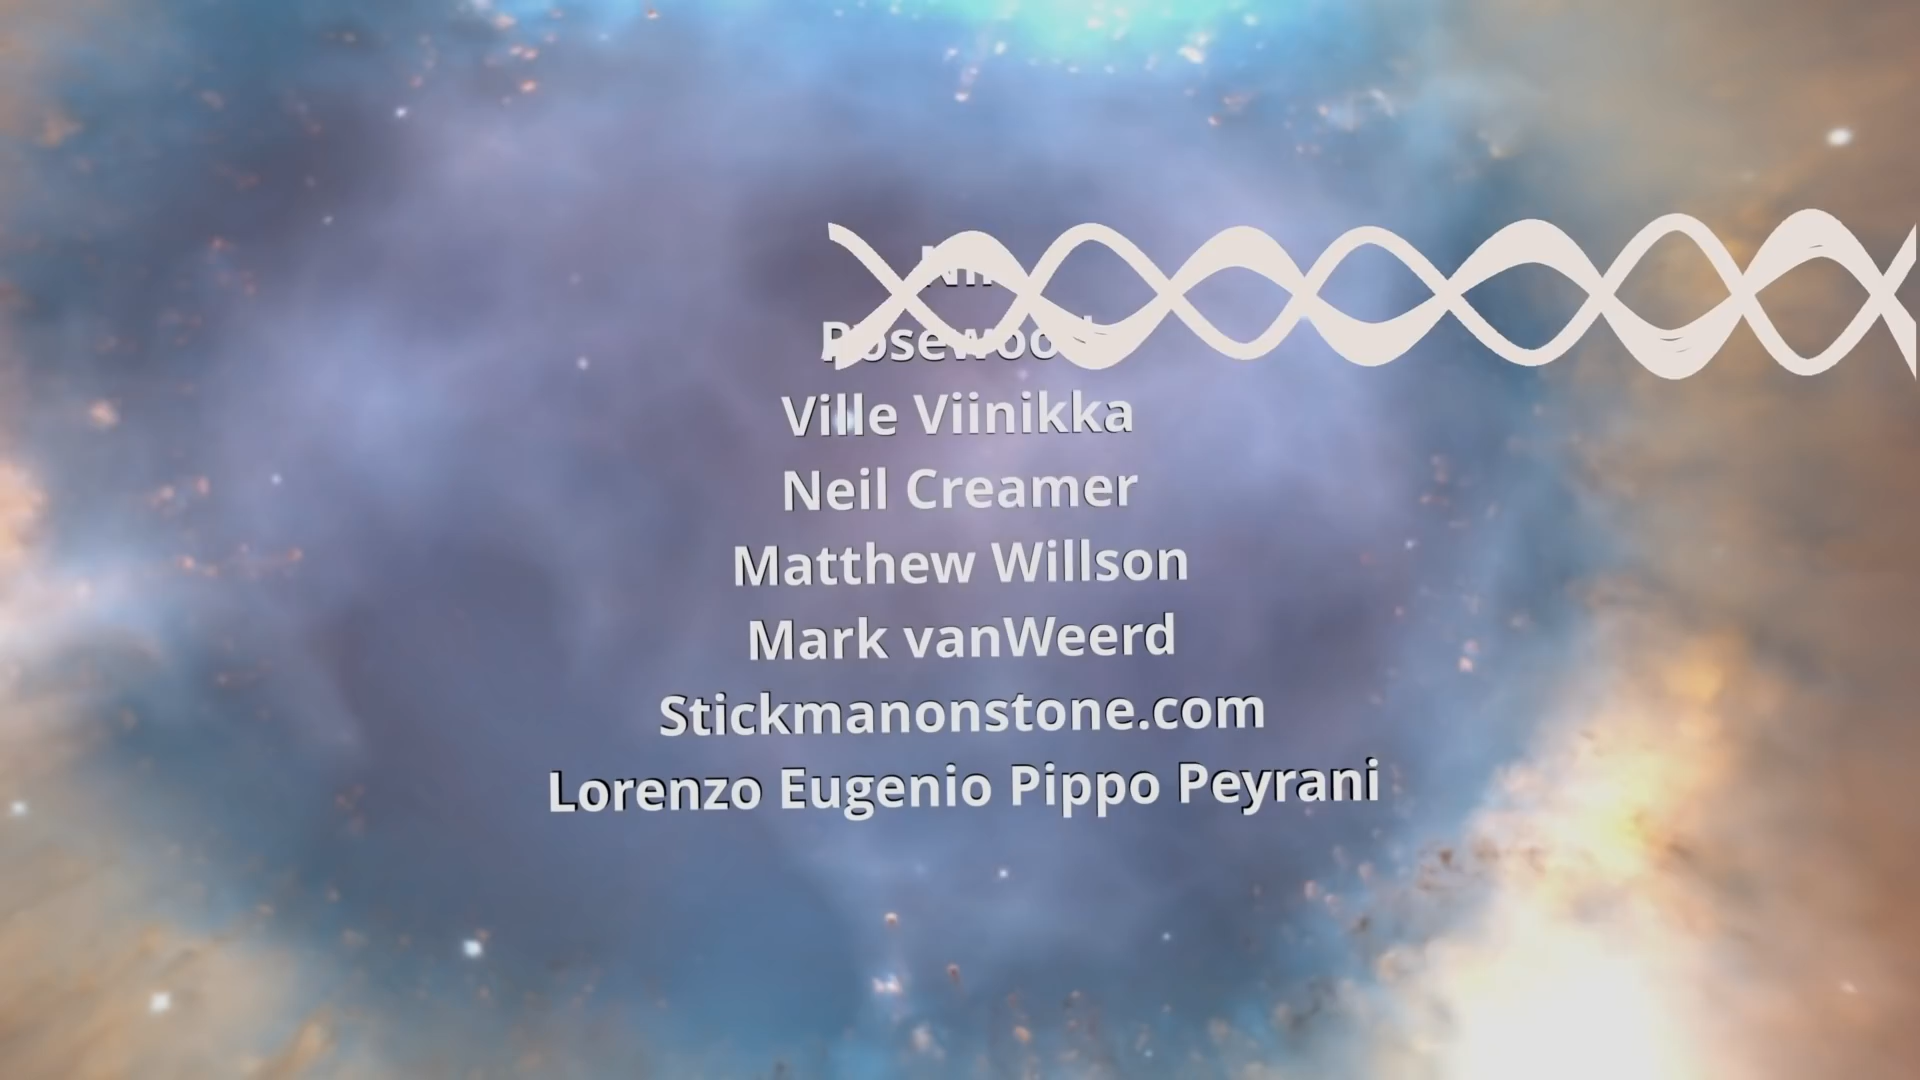 Ville Viinikka
Neil Creamer
Matthew Willson
Mark vanWeerd
Stickmanonstone.com
Lorenzo Eugenio Pippo Peyrani